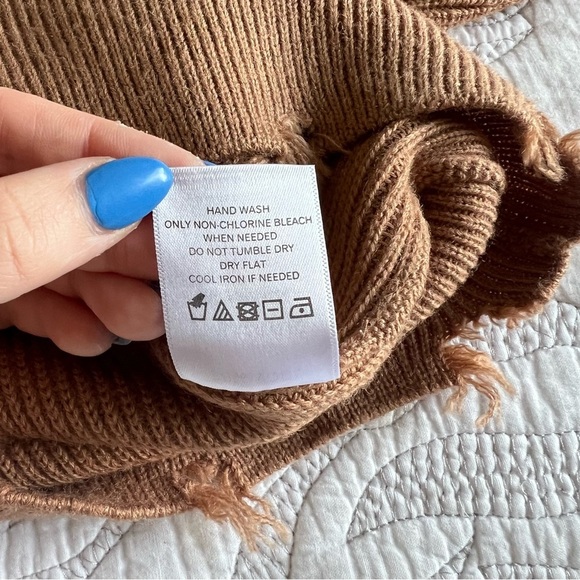 HAND WASH
ONLY NON-CHLORINE BLEACH
WHEN NEEDED
DO NOT TUMBLE DRY
DRY FLAT
COOL IRON IF NEEDED